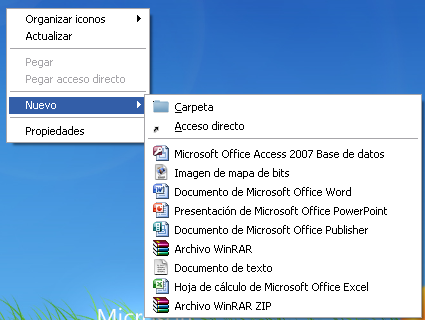 Organizar iconos
Actualizar
Pegar
Pegar acceso directo
Nuevo
Propiedades
Carpeta
Acceso directo
Microsoft Office Access 2007 Base de datos
Imagen de mapa de bits
Documento de Microsoft Office Word
Presentación de Microsoft Office PowerPoint
Documento de Microsoft Office Publisher
Archivo WinRAR
Documento de texto
Hoja de cálculo de Microsoft Office Excel
Archivo WinRAR ZIP